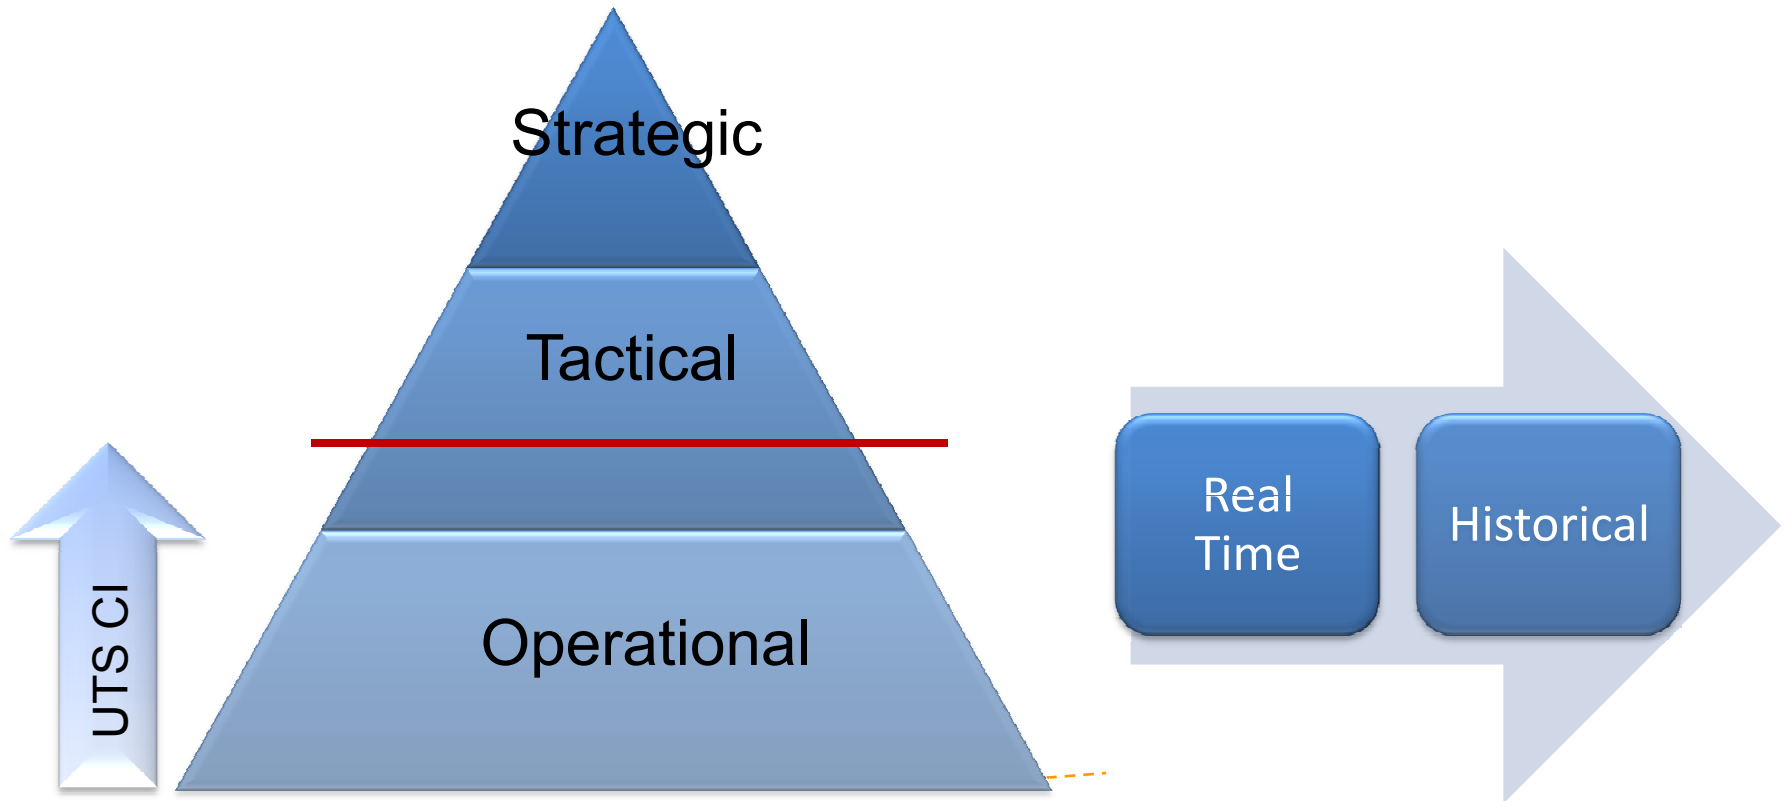 Strategic
Tactical
Operational
UTS CI
Real
Time
Historical